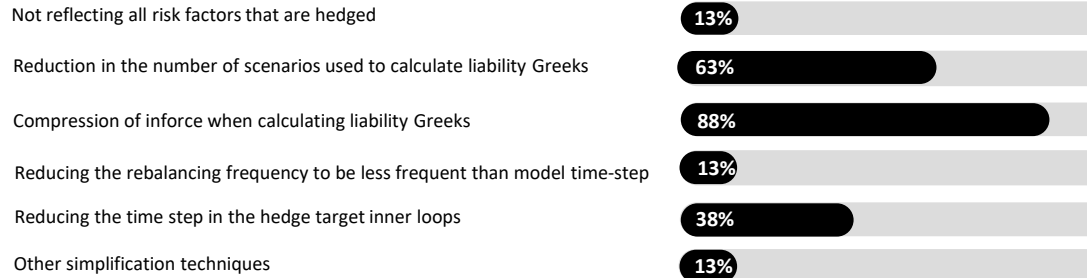 Not reflecting all risk factors that are hedged 13%
Reduction in the number of scenarios used to calculate liability Greeks 63%
Compression of inforce when calculating liability Greeks 88%
Reducing the rebalancing frequency to be less frequent than model time-step 13%
Reducing the time step in the hedge target inner loops 38%
Other simplification techniques 13%